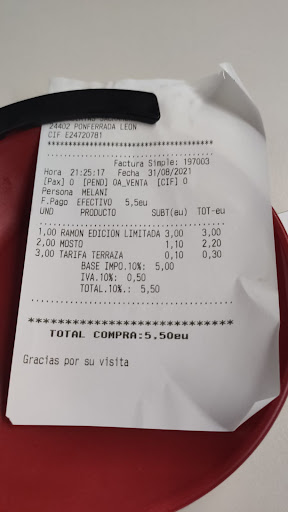 24402 PONFERRADA LEON
CIF E24720781
*************************************
Factura Simple: 197003
Hora 21:25:17 Fecha 31/08/2021
[Pax] 0 [PEND] 0A_VENTA [CIF] 0
Persona MELANI
F.Pago EFECTIVO 5,5eu
UND PRODUCTO SUBT(eu) TOT-eu
1,00 RAMÓN EDICIÓN LIMITADA 3,00 3,00
2,00 MOSTO 1,10 2,20
3,00 TARIFA TERRAZA 0,10 0,30
BASE IMPO.10%: 5,00
IVA.10%: 0,50
TOTAL.10%.: 5,50
*****************************
TOTAL COMPRA:5,50eu
Gracias por su visita